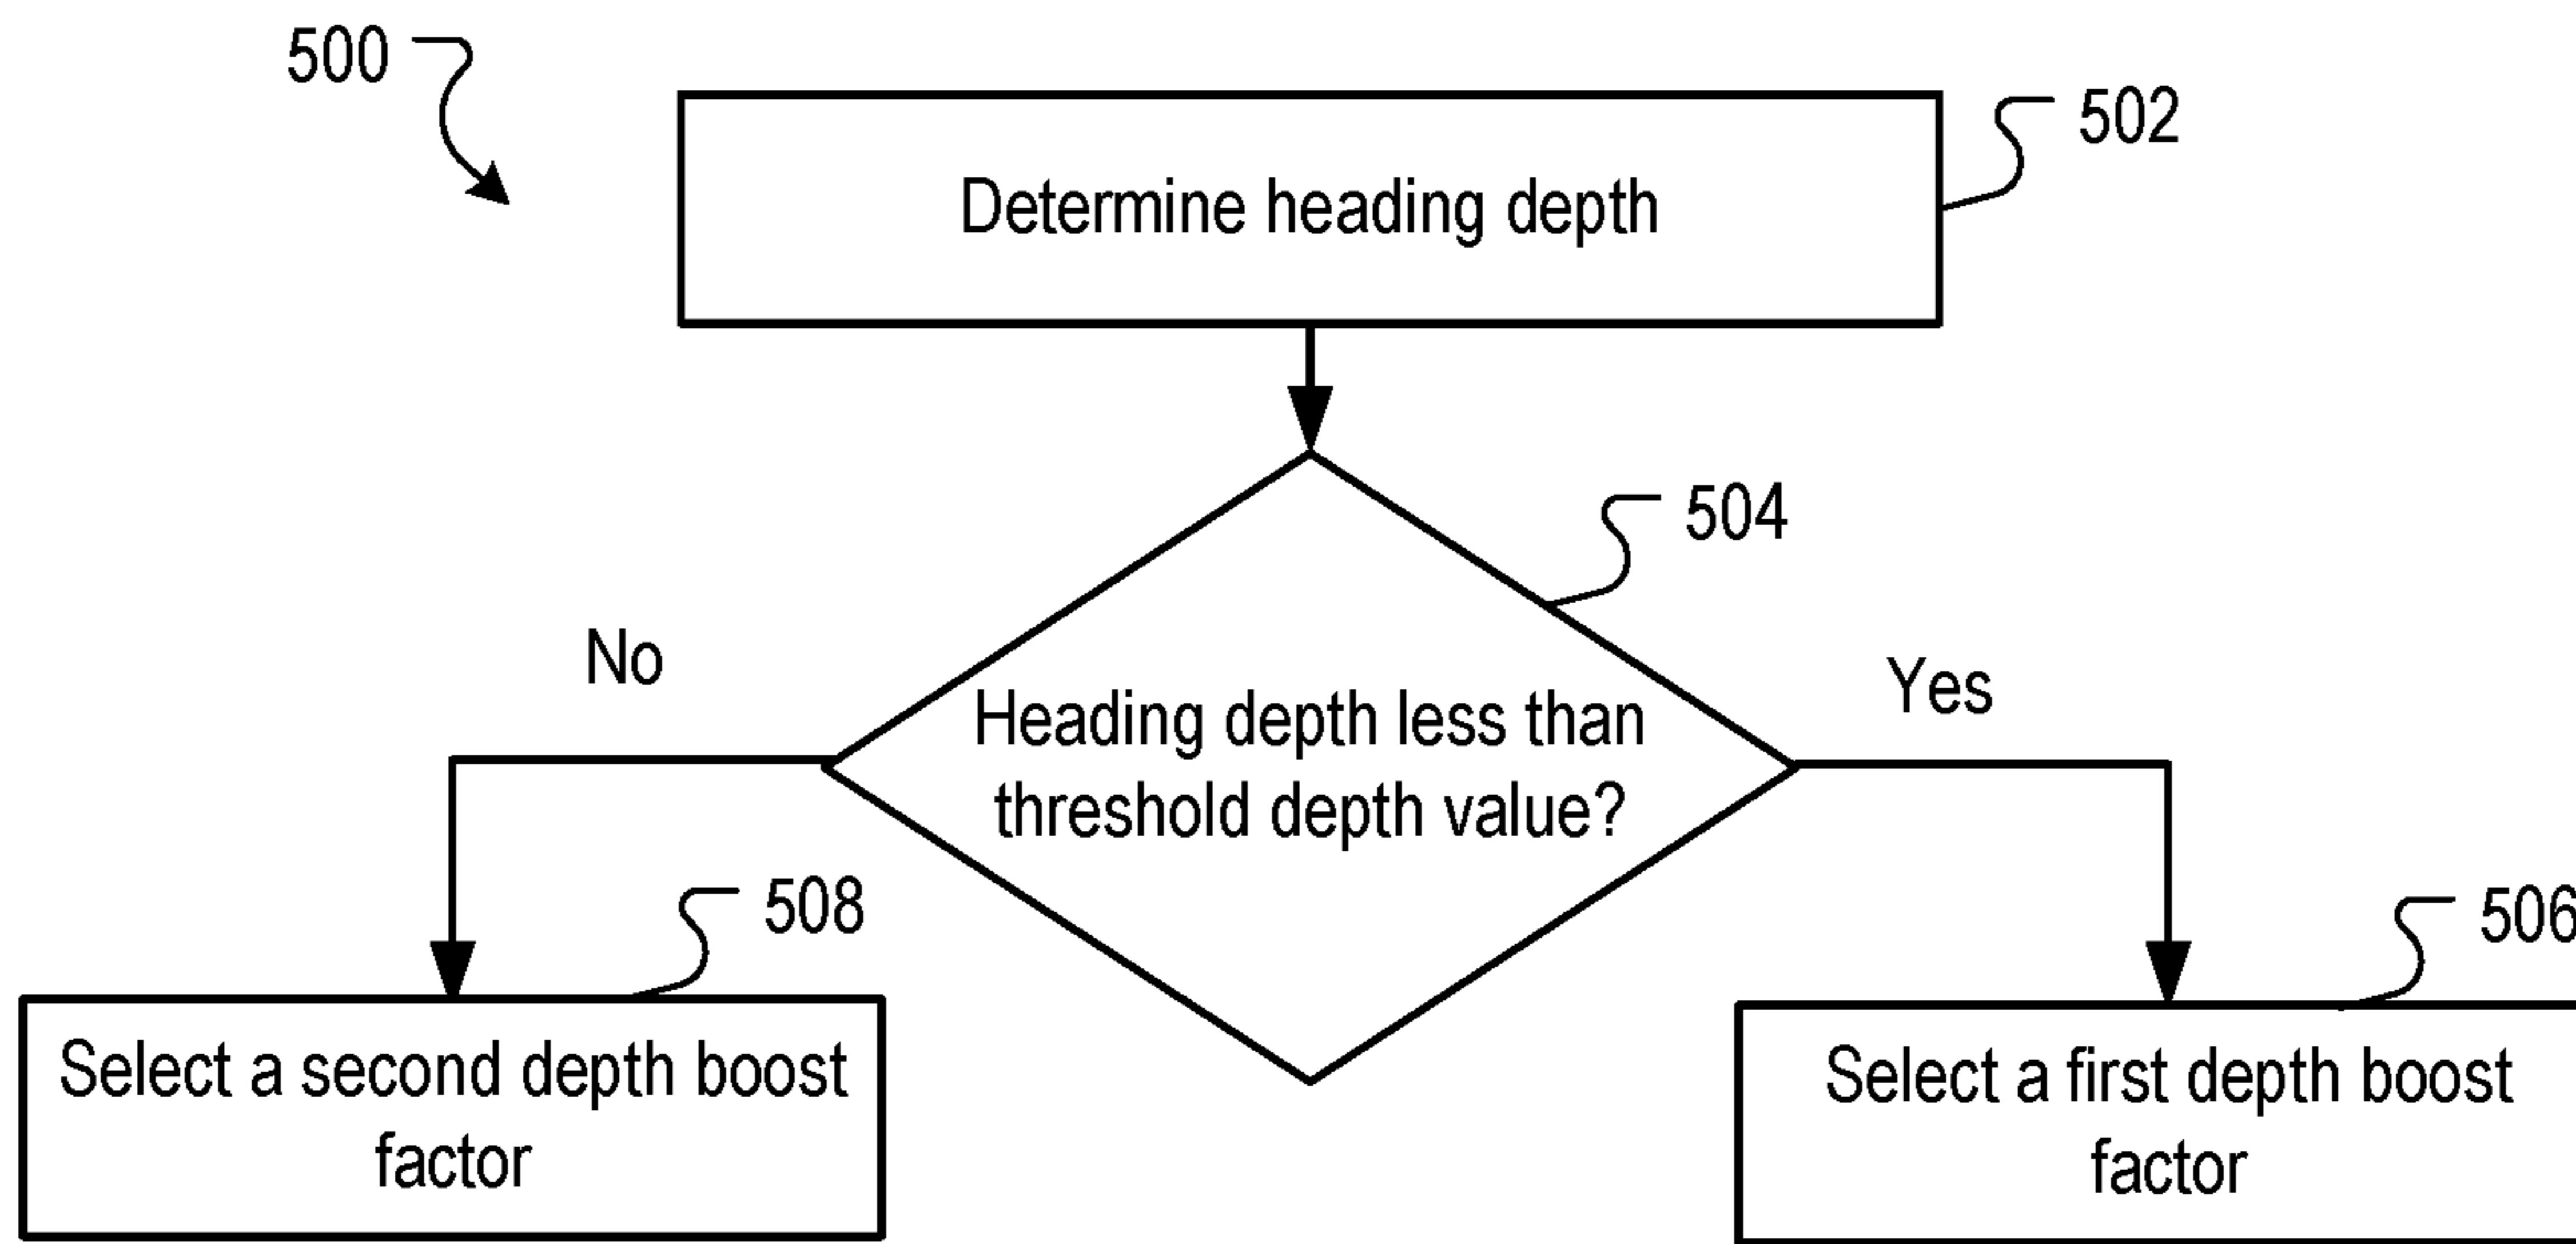 500
502
Determine heading depth
504
No
Yes
Heading depth less than
threshold depth value?
508
506
Select a second depth boost
factor
Select a first depth boost
factor